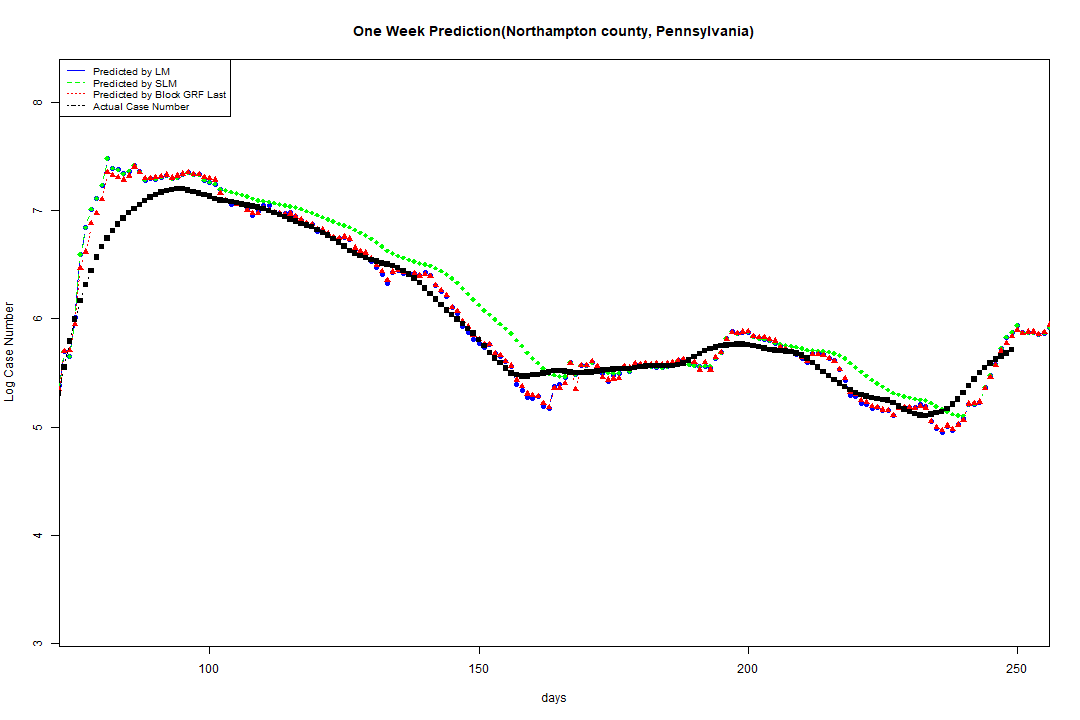 One Week Prediction(Northampton county, Pennsylvania)
Predicted by LM
Predicted by SLM
Predicted by Block GRF Last
Actual Case Number
8
7
6
5
4
3
Log Case Number
100 150 200 250
days